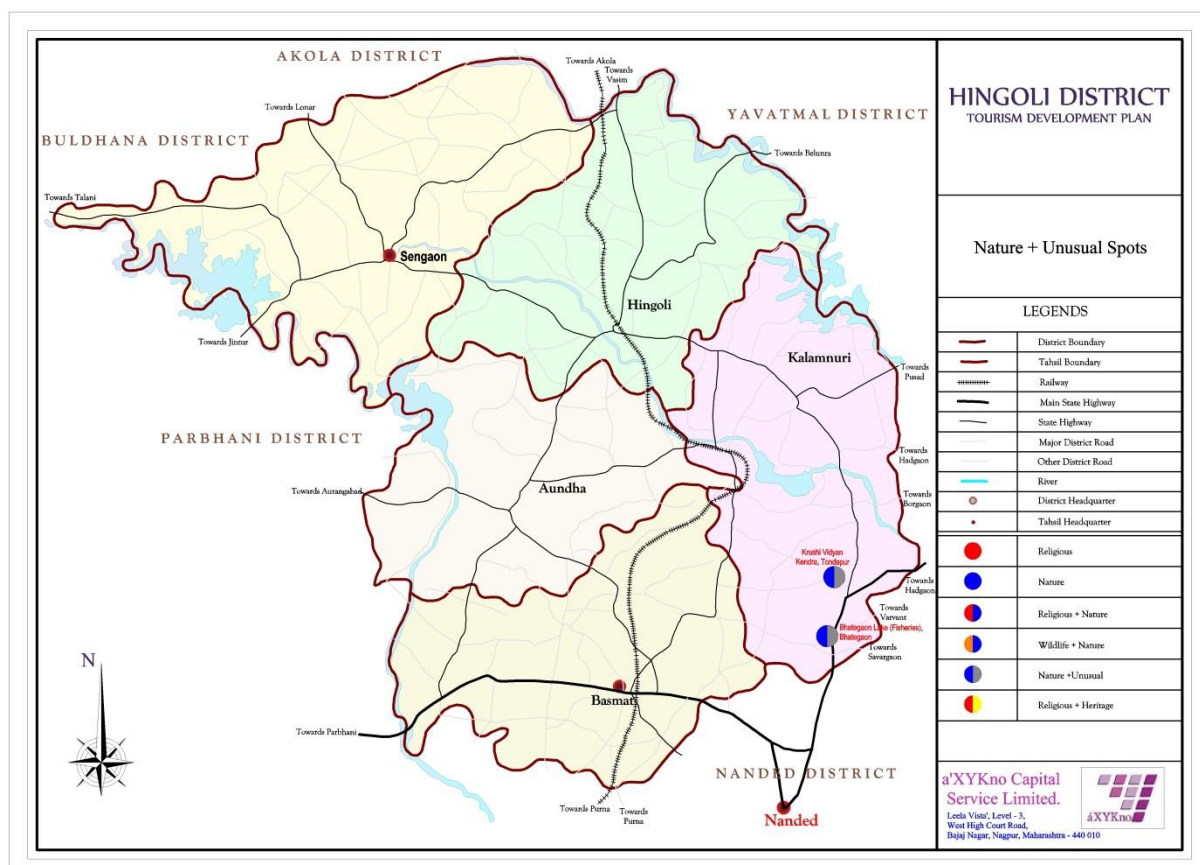 AKOLA DISTRICT
Towards Akola
Towards
Vasim
BULDHANA DISTRICT
Towards Lonar
YAVATMAL DISTRICT
Towards Belunra
Towards Talani
Sengaon
Hingoli
Towards Jintur
Kalamnuri
Towards
Pusad
PARBHANI DISTRICT
Towards
Hadgaon
Towards Aurangabad
Aundha
Towards
Borgaon
Krushi Vidyan
Kendra, Tondapur
Towards
Hadgaon
Towards
Varvant
Bhategaon Lake (Fisheries),
Bhategaon
Towards
Savargaon
N
Basmat
Towards Parbhani
NANDED DISTRICT
Towards Purna
Towards
Purna
Nanded
HINGOLI DISTRICT
TOURISM DEVELOPMENT PLAN
Nature + Unusual Spots
LEGENDS
District Boundary
Tahsil Boundary
Railway
Main State Highway
State Highway
Major District Road
Other District Road
River
District Headquarter
Tahsil Headquarter
Religious
Nature
Religious + Nature
Wildlife + Nature
Nature +Unusual
Religious + Heritage
a'XYKno Capital
Service Limited.
Leela Vista', Level - 3,
West High Court Road,
Bajaj Nagar, Nagpur, Maharashtra - 440 010
áXYKno